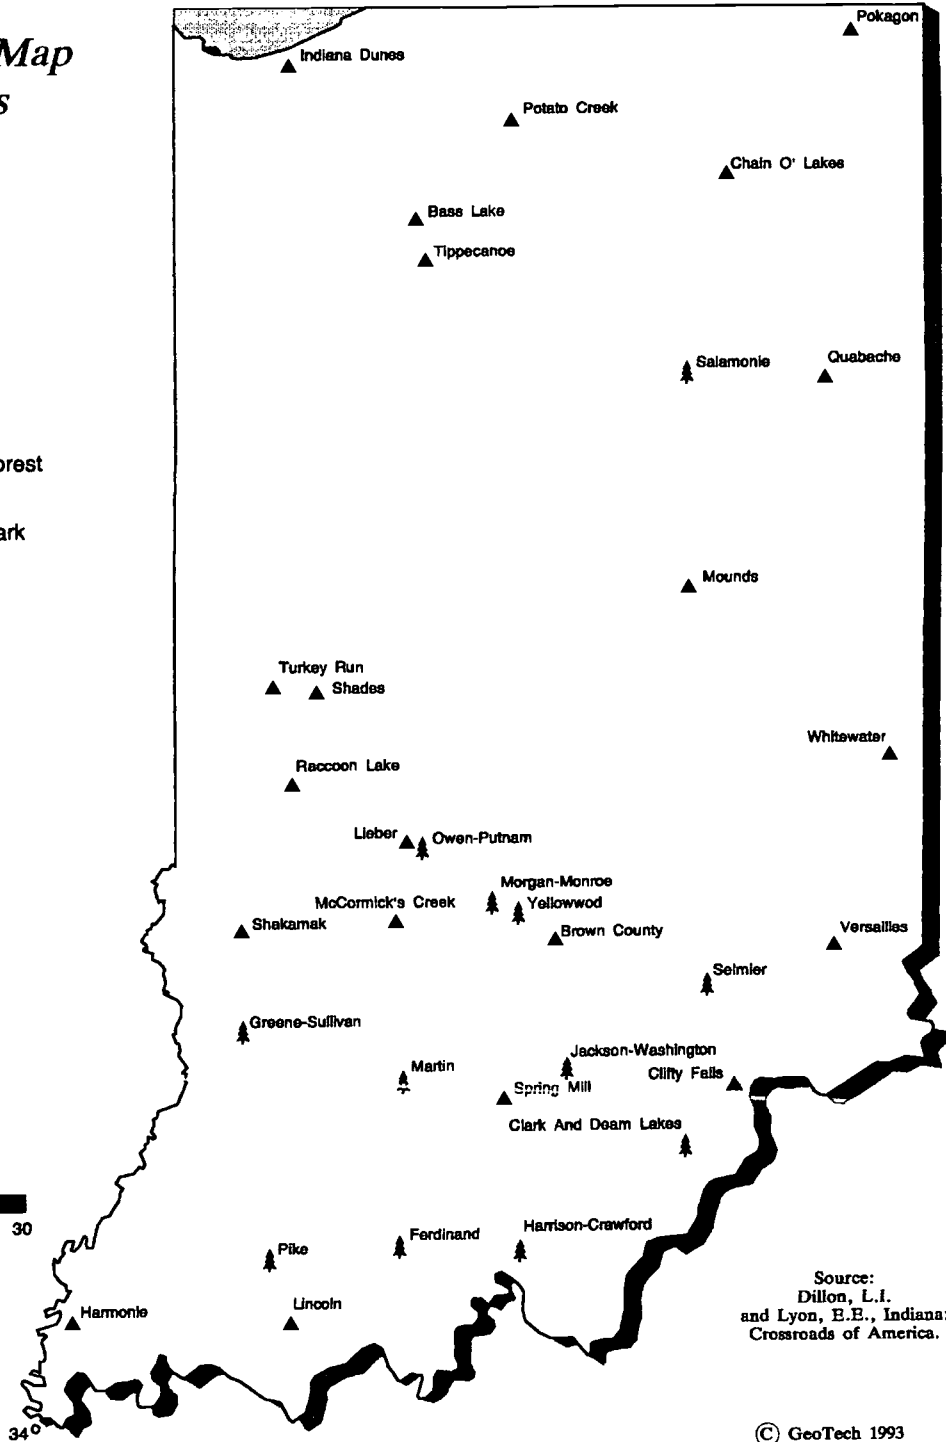 Map
s
Pokagon
Indiana Dunes
Potato Creek
Chain O' Lakes
Bass Lake
Tippecanoe
Salamonie
Quabache
orest
ark
Mounds
Turkey Run
Shades
Whitewater
Raccoon Lake
Lieber
Owen-Putnam
Morgan-Monroe
McCormick's Creek
Yellowwod
Shakamak
Brown County
Versailles
Selmier
Greene-Sullivan
Jackson-Washington
Martin
Clifty Falls
Spring Mill
Clark And Deam Lakes
30
Harrison-Crawford
Ferdinand
Pike
Harmonie
Lincoln
Source:
Dillon, L.I.
and Lyon, E.E., Indiana:
Crossroads of America.
34°
© GeoTech 1993